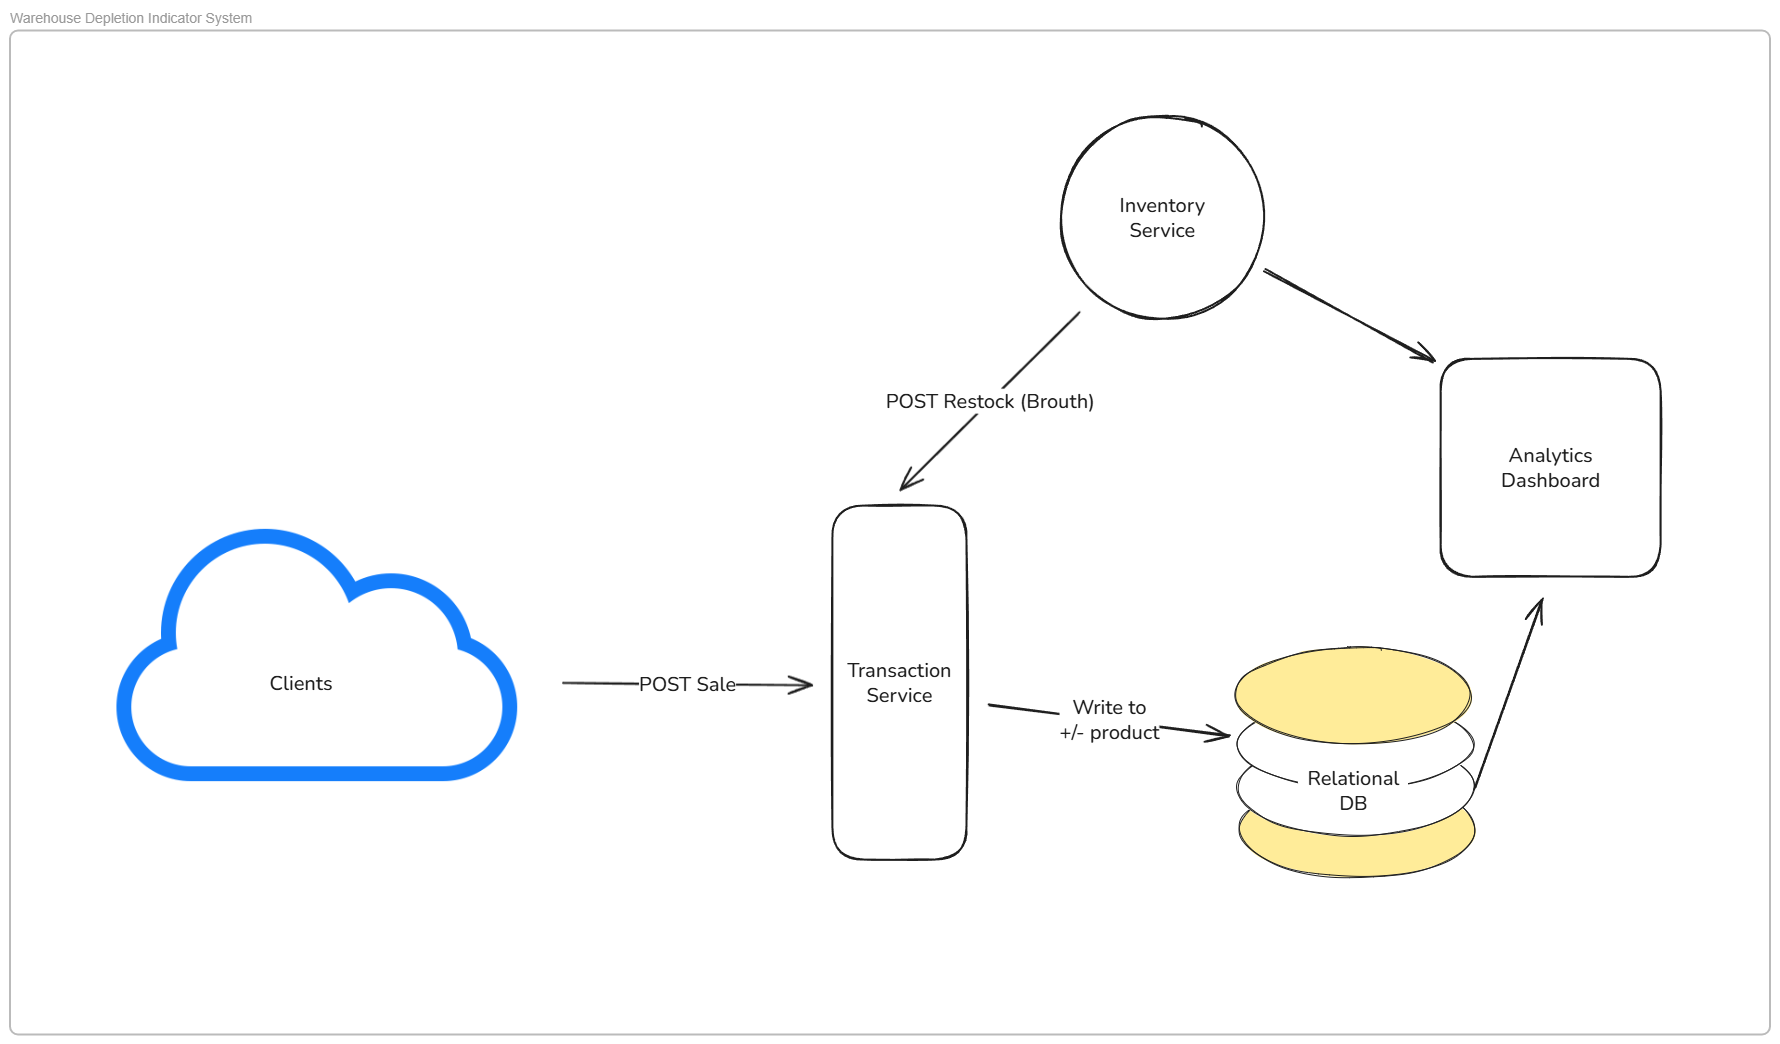 Warehouse Depletion Indicator System
Inventory
Service
POST Restock (Brouth)
Analytics
Dashboard
Clients
POST Sale
Transaction
Service
Write to
+/- product
Relational
DB